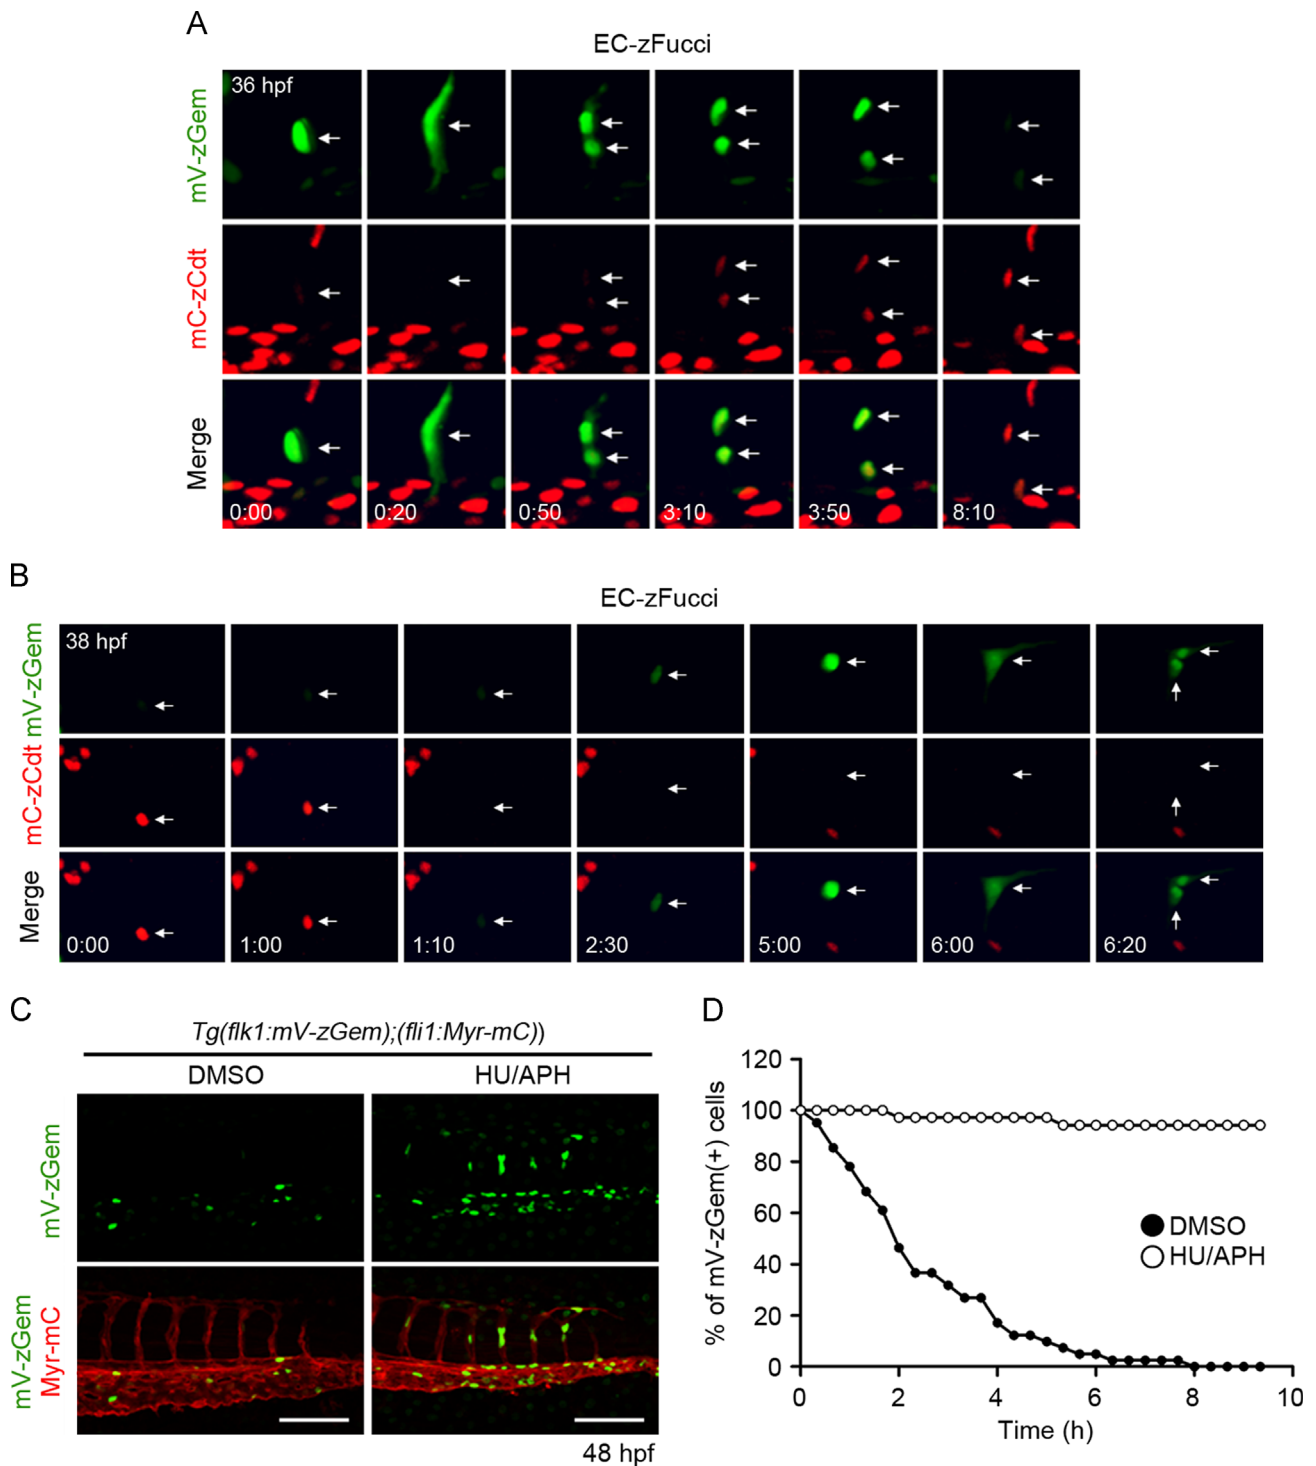 A
EC-zFucci
36 hpf
mV-zGem
mC-zCdt
Merge
0:00 0:20 0:50 3:10 3:50 8:10
B
EC-zFucci
38 hpf
mV-zGem
mC-zCdt
Merge
0:00 1:00 1:10 2:30 5:00 6:00 6:20
C
Tg(flk1:mV-zGem);(fli1:Myr-mC))
DMSO HU/APH
mV-zGem
mV-zGem
Myr-mC
48 hpf
D
% of mV-zGem(+) cells
120
100
80
60
40
20
0
DMSO
HU/APH
0 2 4 6 8 10
Time (h)